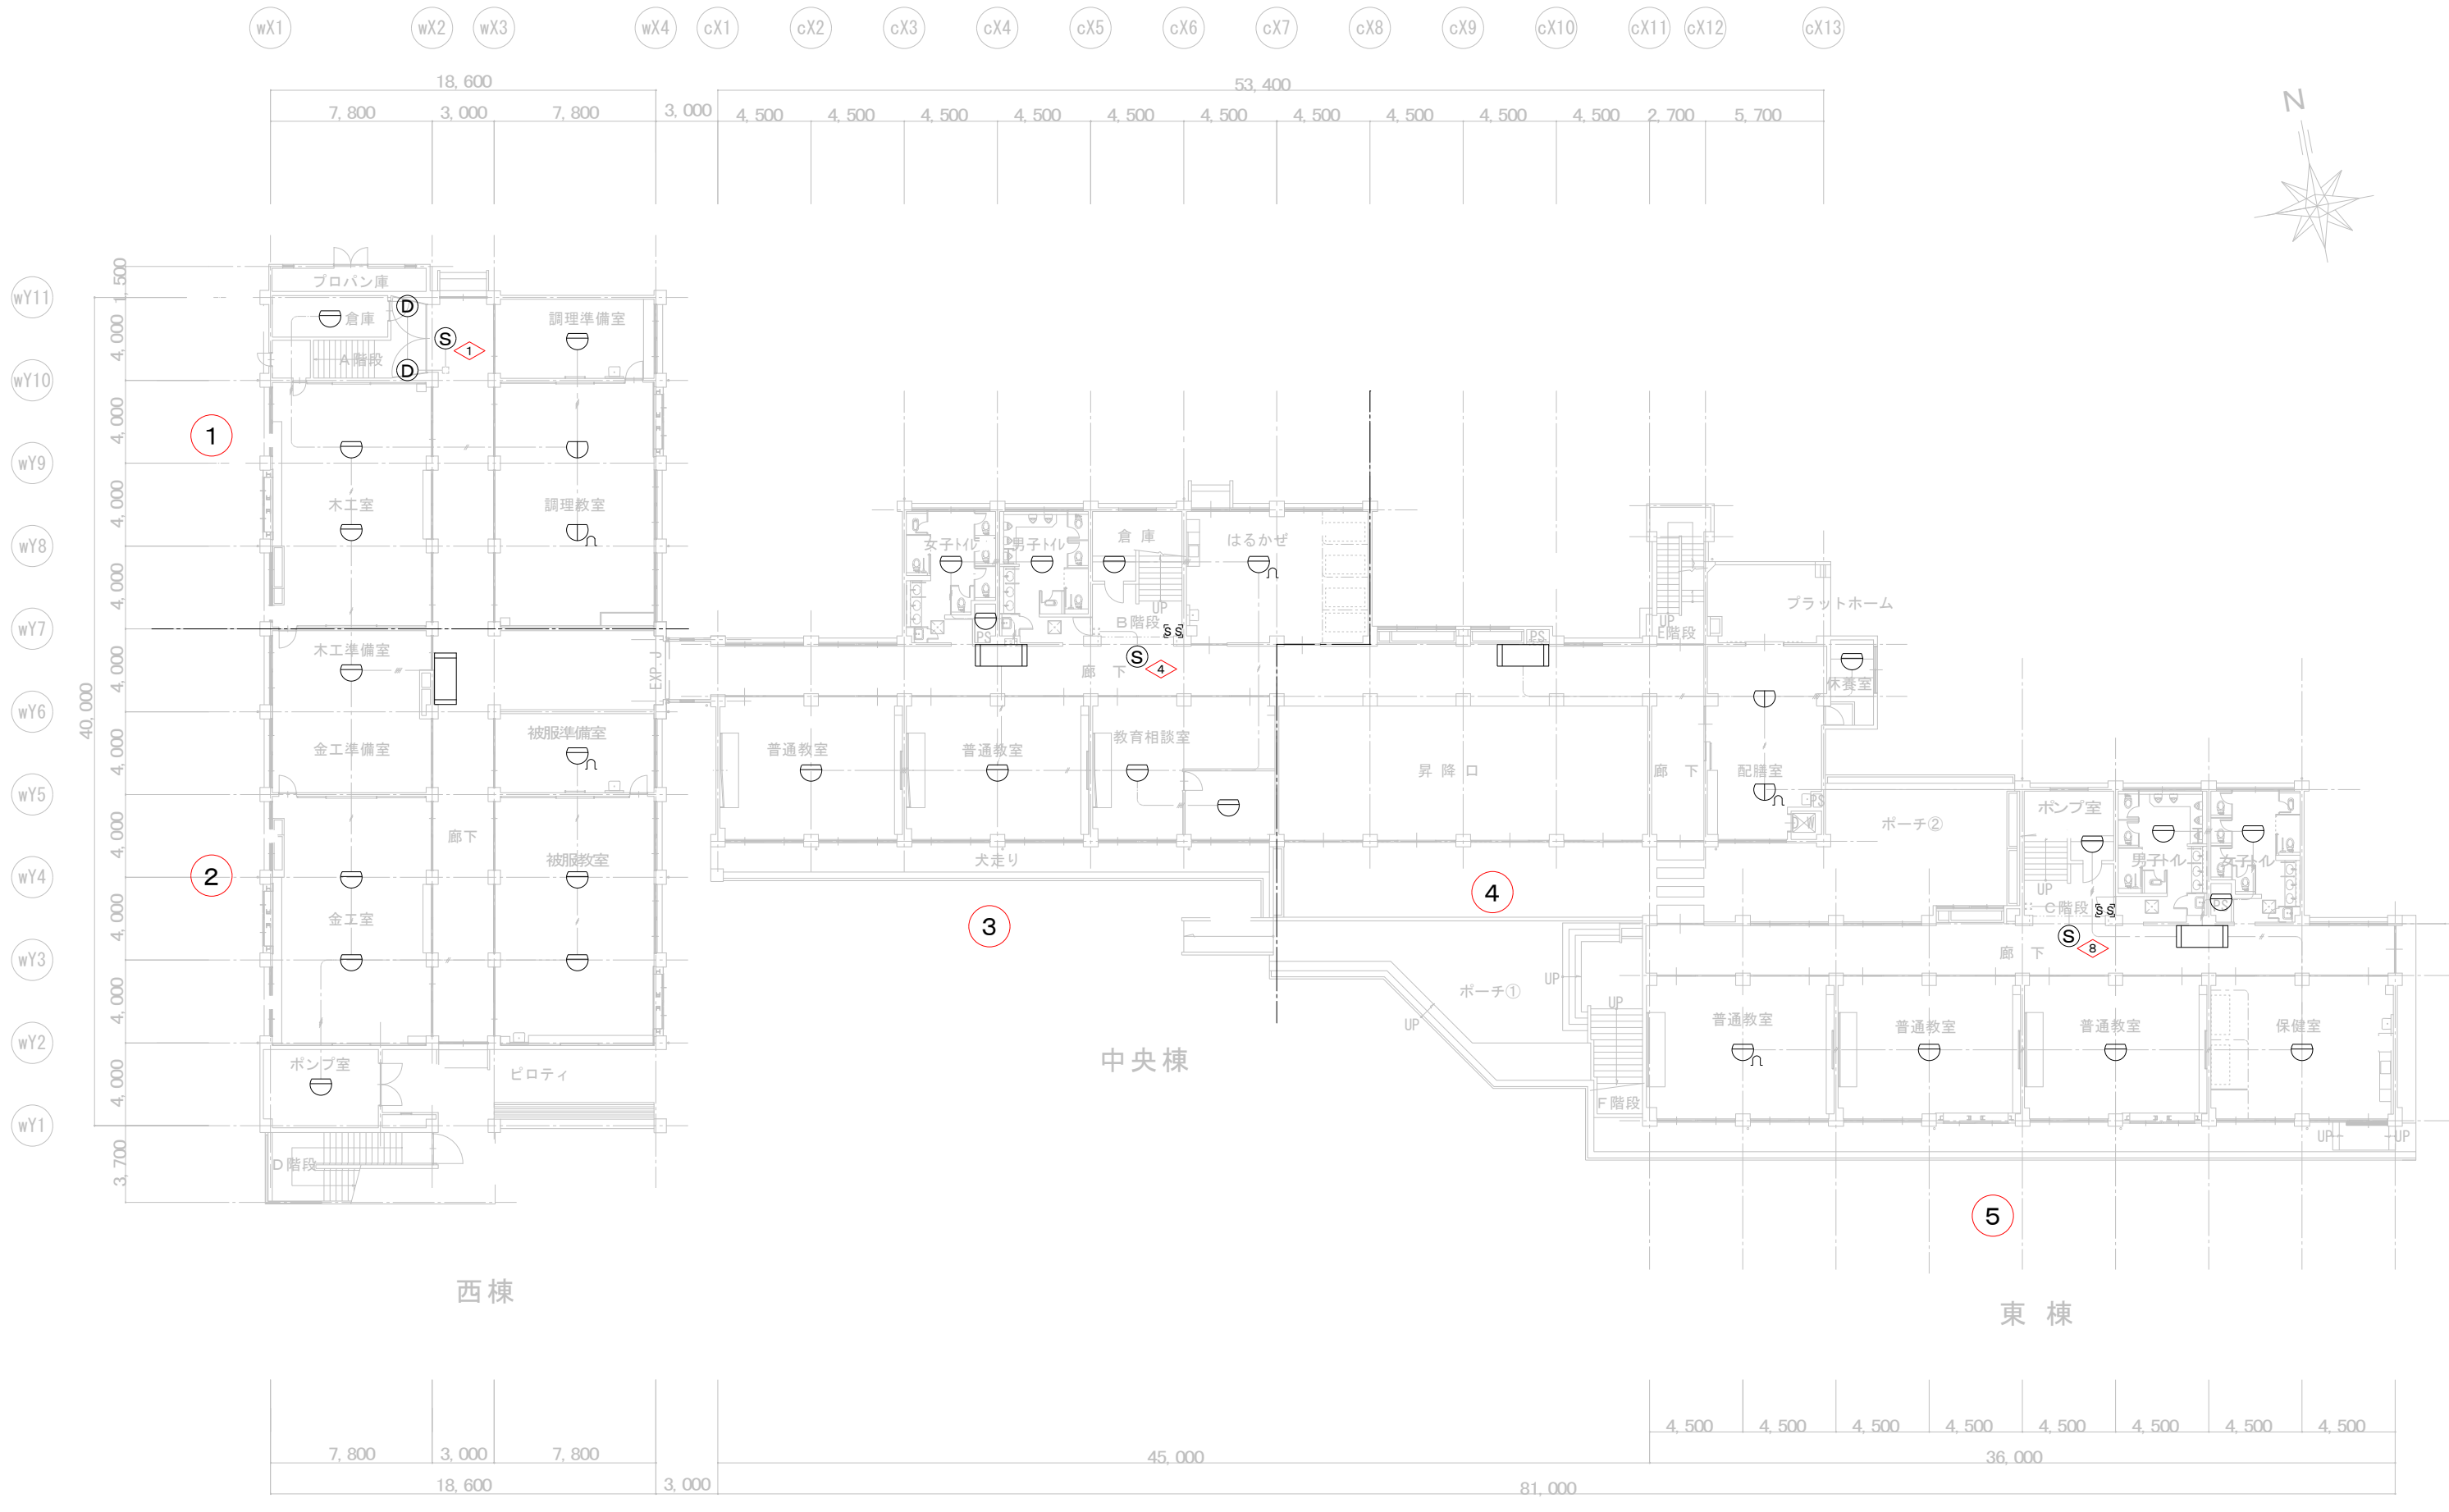 wX1 wX2 wX3 wX4 cX1 cX2 cX3 cX4 cX5 cX6 cX7 cX8 cX9 cX10 cX11 cX12 cX13
18,600 53,400
7,800 3,000 7,800 3,000 4,500 4,500 4,500 4,500 4,500 4,500 4,500 4,500 4,500 4,500 2,700 5,700
N
1,500
プロパン庫
wY11
倉庫 D 調理準備室
4,000
S 1
A階段 D
wY10
4,000
1
wY9
4,000
木工室 調理教室
wY8
倉庫 はるかぜ
女子トイレ 男子トイレ
4,000
UP
プラットホーム
wY7
B階段 S S
UP
E階段
PS PS
木工準備室
4,000
EXP.J
S 4
廊下
休養室
40,000
wY6
被服準備室
金工準備室
4,000
普通教室 普通教室 教育相談室
昇降口 廊下 配膳室
wY5
PS
ポンプ室
DW
ポーチ②
4,000
廊下
被服教室
犬走り
男子トイレ 女子トイレ
wY4
2
UP
4
金工室
4,000
3
C階段 S S PS
S 8
廊下
wY3
UP
ポーチ①
4,000
UP
UP
普通教室 普通教室 普通教室 保健室
wY2
ポンプ室 ピロティ
中央棟
4,000
F階段
wY1
UP UP
3,700
D階段
5
西棟
東棟
4,500 4,500 4,500 4,500 4,500 4,500 4,500 4,500
7,800 3,000 7,800 45,000 36,000
18,600 3,000 81,000